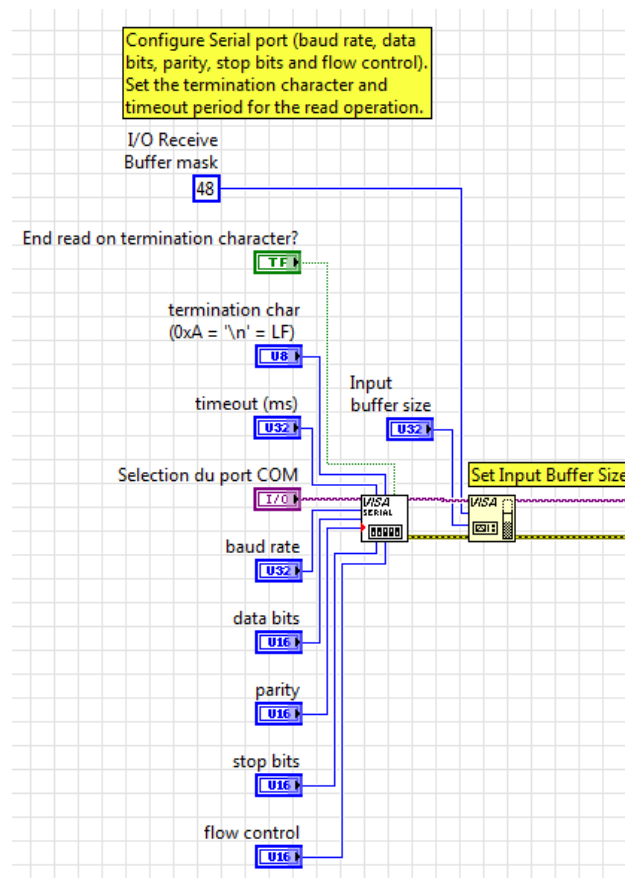 Configure Serial port (baud rate, data
bits, parity, stop bits and flow control).
Set the termination character and
timeout period for the read operation.
I/O Receive
Buffer mask
48
End read on termination character?
TF
termination char
(0xA = '\n' = LF)
U8
timeout (ms)
U32
Input
buffer size
U32
Selection du port COM
I/O
Set Input Buffer Size
VISA
SERIAL
VISA
baud rate
U32
data bits
U16
parity
U16
stop bits
U16
flow control
U16